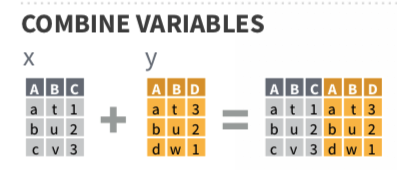 COMBINE VARIABLES
x y
A B C A B D A B C A B D
a t 1 + a t 3 = a t 1 a t 3
b u 2 b u 2 b u 2 b u 2
c v 3 d w 1 c v 3 d w 1